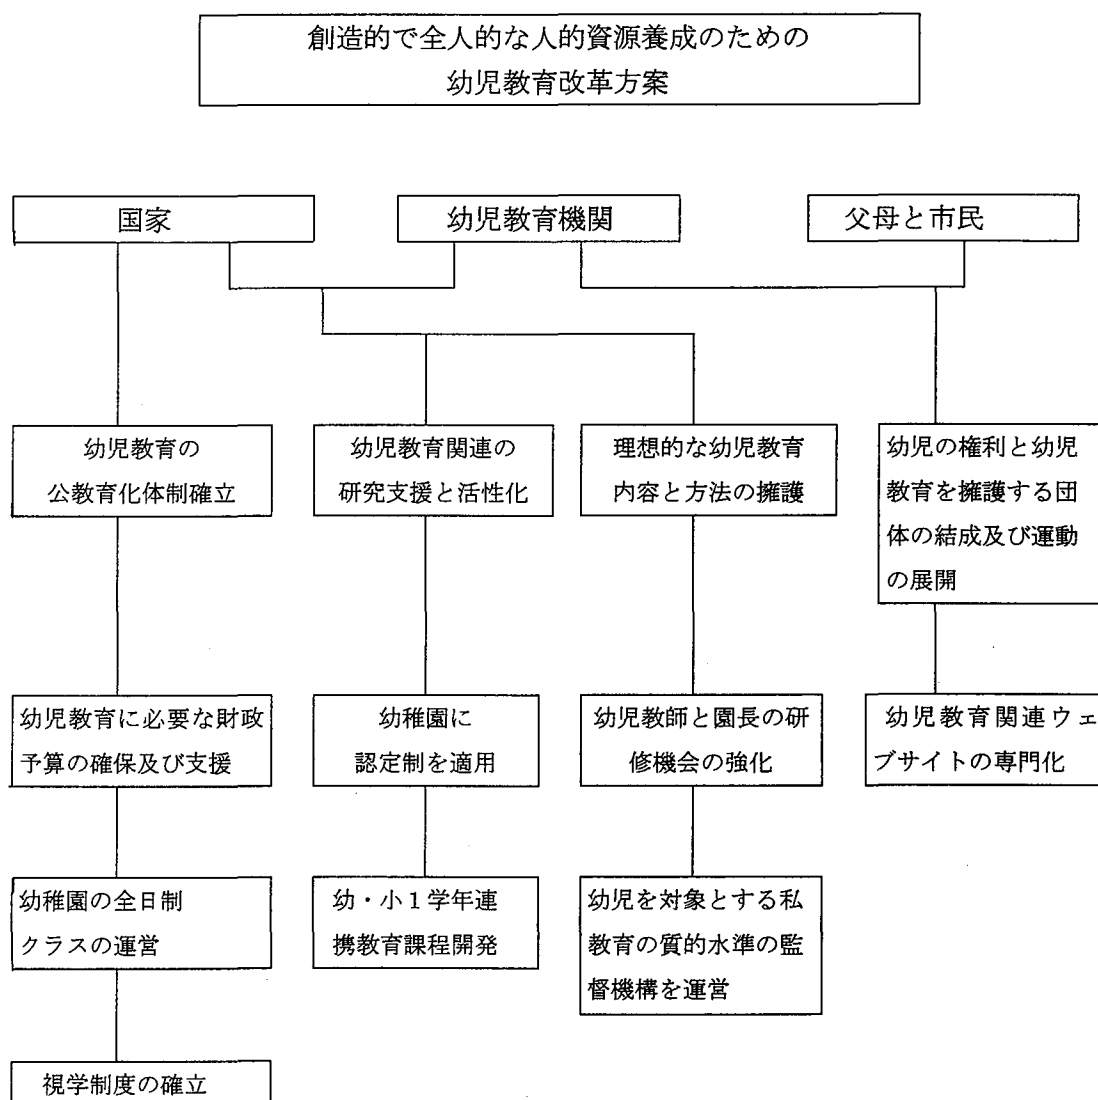 創造的で全人的な人的資源養成のための
幼児教育改革方案
国家
幼児教育機関
父母と市民
幼児教育の
公教育化体制確立
幼児教育関連の
研究支援と活性化
理想的な幼児教育
内容と方法の擁護
幼児の権利と幼児
教育を擁護する団
体の結成及び運動
の展開
幼児教育に必要な財政
予算の確保及び支援
幼稚園に
認定制を適用
幼児教師と園長の研
修機会の強化
幼児教育関連ウェ
ブサイトの専門化
幼稚園の全日制
クラスの運営
幼・小1学年連
携教育課程開発
幼児を対象とする私
教育の質的水準の監
督機構を運営
視学制度の確立